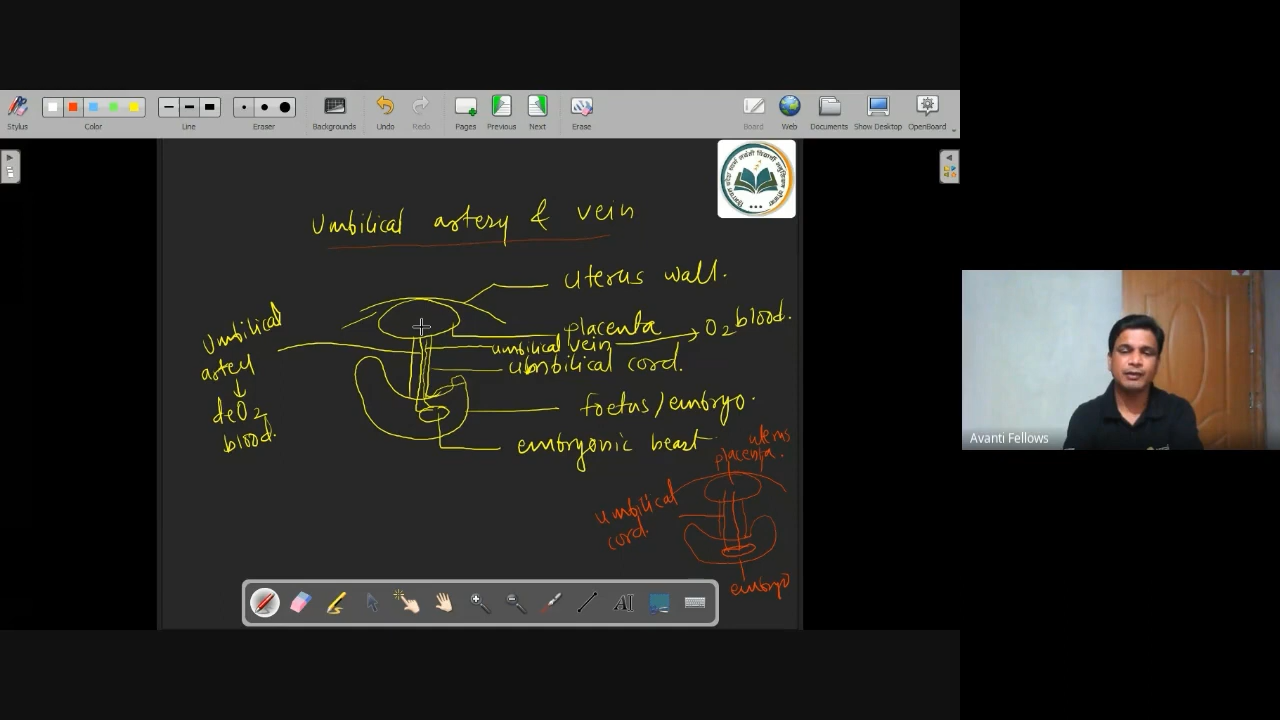 Stylus
Color
Line
Eraser
Backgrounds
Undo
Redo
Pages
Previous
Next
Erase
Board
Web
Documents
Show Desktop
OpenBoard
Umbilical artery & vein
uterus wall.
placenta
umbilical vein → O2 blood.
umbilical cord.
foetus/embryo.
embryonic beast
Umbilical
artery
↓
deO2
blood.
uterus
placenta.
umbilical
cord.
embryo
AI
Avanti Fellows